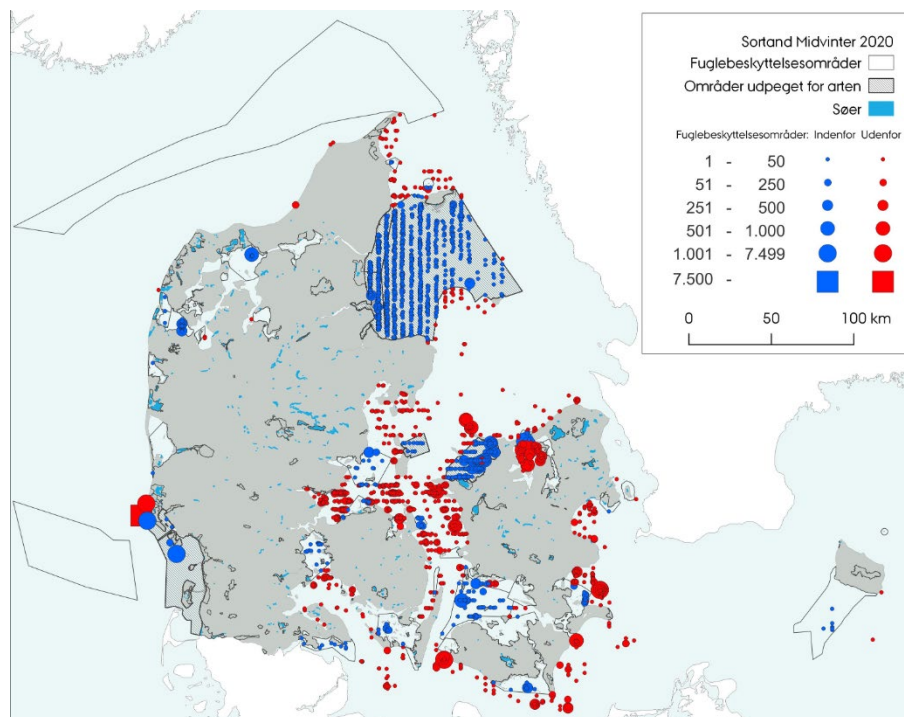 Sortand Midvinter 2020
Fuglebeskyttelsesområder
Områder udpeget for arten
Søer
Fuglebeskyttelsesområder: Indenfor Udenfor
1 - 50
51 - 250
251 - 500
501 - 1.000
1.001 - 7.499
7.500 -
0 50 100 km